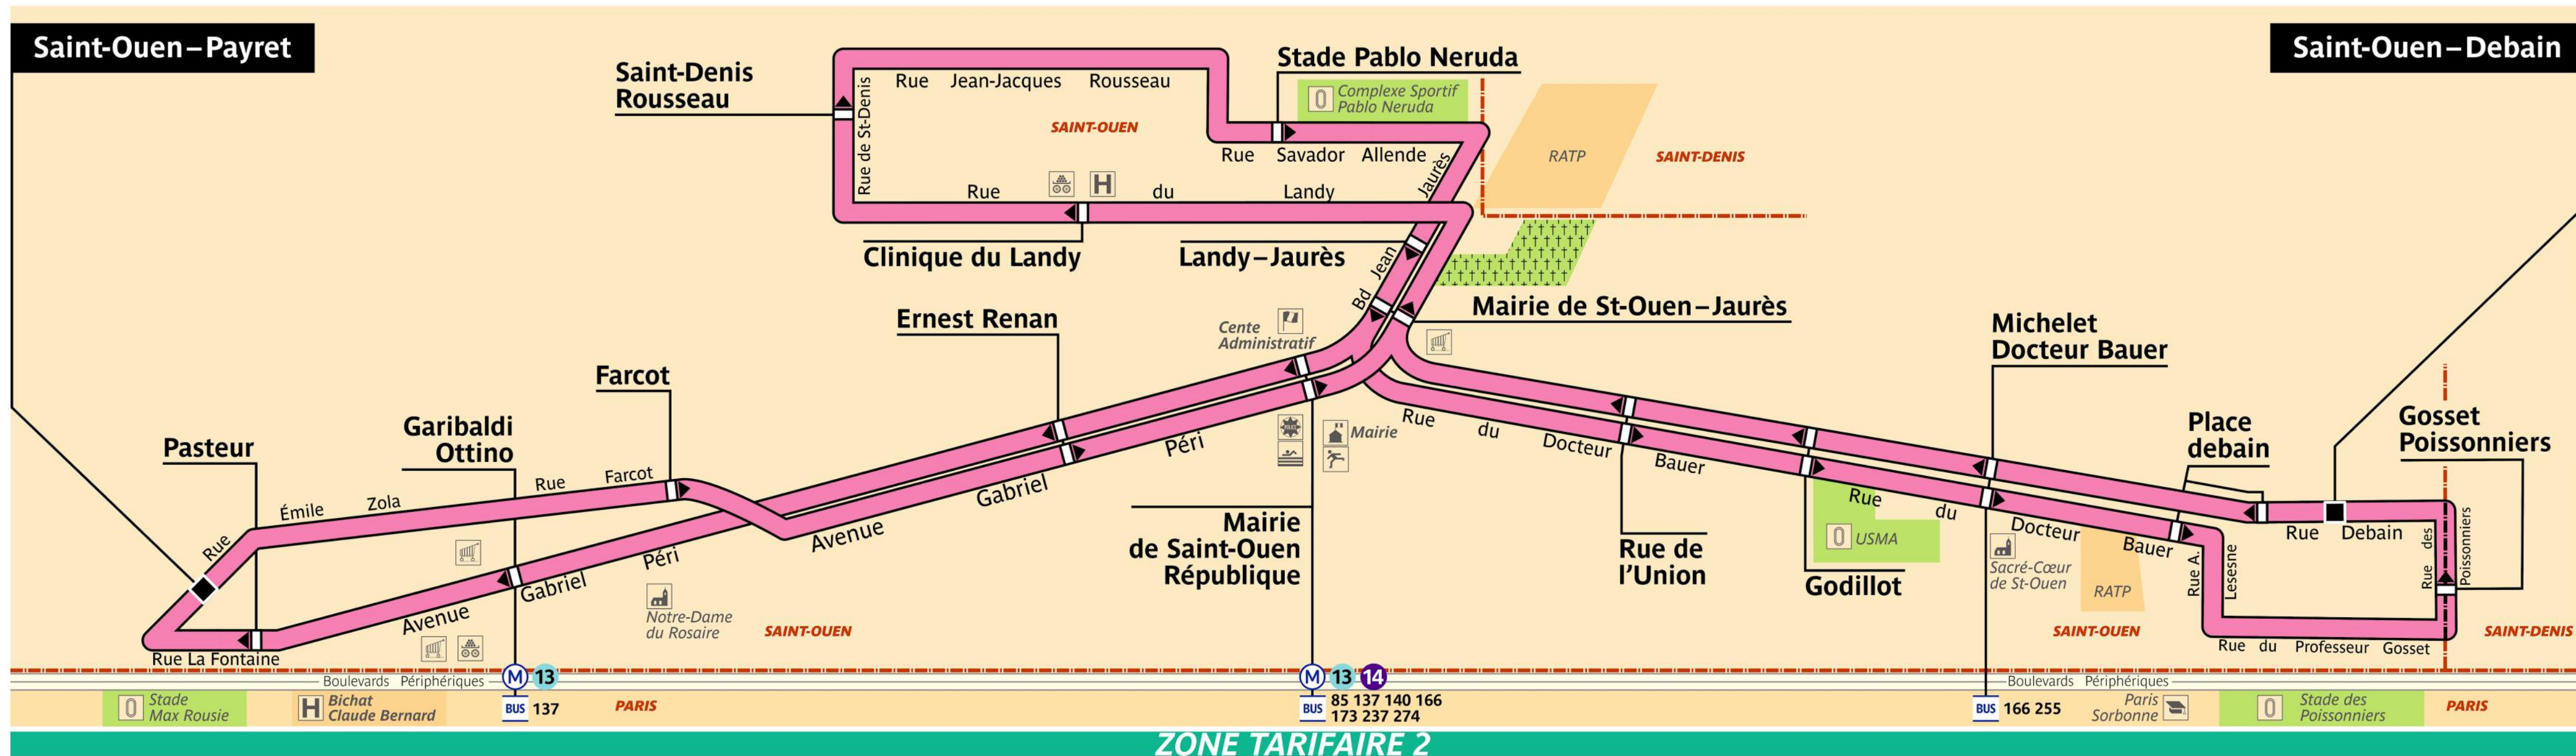 Saint-Ouen–Payret
Saint-Ouen–Debain
Saint-Denis
Rousseau
Rue de St-Denis
Rue Jean-Jacques Rousseau
SAINT-OUEN
Stade Pablo Neruda
Complexe Sportif
Pablo Neruda
Rue Savador Allende
RATP
SAINT-DENIS
Rue du Landy
H
Clinique du Landy
Landy–Jaurès
Bd Jean Jaurès
Mairie de St-Ouen–Jaurès
Cente
Administratif
Ernest Renan
Farcot
Garibaldi
Ottino
Pasteur
Rue Émile Zola
Rue Farcot
Rue La Fontaine
Avenue Gabriel Péri
Avenue Gabriel Péri
Notre-Dame
du Rosaire
SAINT-OUEN
Mairie
Mairie
de Saint-Ouen
République
Rue du Docteur Bauer
Rue de
l'Union
Godillot
USMA
Michelet
Docteur Bauer
Rue du Docteur Bauer
Sacré-Cœur
de St-Ouen
RATP
SAINT-OUEN
Place
debain
Gosset
Poissonniers
Rue Debain
Rue des
Poissonniers
Rue A.
Lesesne
Rue du Professeur Gosset
SAINT-DENIS
Boulevards Périphériques
M 13
M 13 14
Boulevards Périphériques
Stade
Max Rousie
H Bichat
Claude Bernard
BUS 137
PARIS
BUS 85 137 140 166
173 237 274
BUS 166 255
Paris
Sorbonne
Stade des
Poissonniers
PARIS
ZONE TARIFAIRE 2